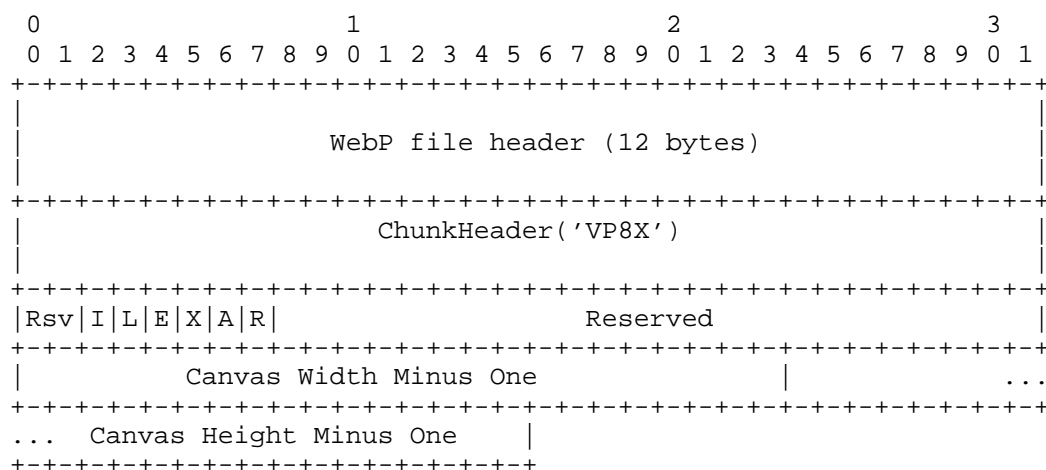 0                   1                   2                   3
 0 1 2 3 4 5 6 7 8 9 0 1 2 3 4 5 6 7 8 9 0 1 2 3 4 5 6 7 8 9 0 1
+-+-+-+-+-+-+-+-+-+-+-+-+-+-+-+-+-+-+-+-+-+-+-+-+-+-+-+-+-+-+-+-+
|                                                               |
|                   WebP file header (12 bytes)                 |
|                                                               |
+-+-+-+-+-+-+-+-+-+-+-+-+-+-+-+-+-+-+-+-+-+-+-+-+-+-+-+-+-+-+-+-+
|                      ChunkHeader('VP8X')                      |
|                                                               |
+-+-+-+-+-+-+-+-+-+-+-+-+-+-+-+-+-+-+-+-+-+-+-+-+-+-+-+-+-+-+-+-+
|Rsv|I|L|E|X|A|R|                   Reserved                    |
+-+-+-+-+-+-+-+-+-+-+-+-+-+-+-+-+-+-+-+-+-+-+-+-+-+-+-+-+-+-+-+-+
|          Canvas Width Minus One               |             ...
+-+-+-+-+-+-+-+-+-+-+-+-+-+-+-+-+-+-+-+-+-+-+-+-+-+-+-+-+-+-+-+-+
...  Canvas Height Minus One    |
+-+-+-+-+-+-+-+-+-+-+-+-+-+-+-+-+